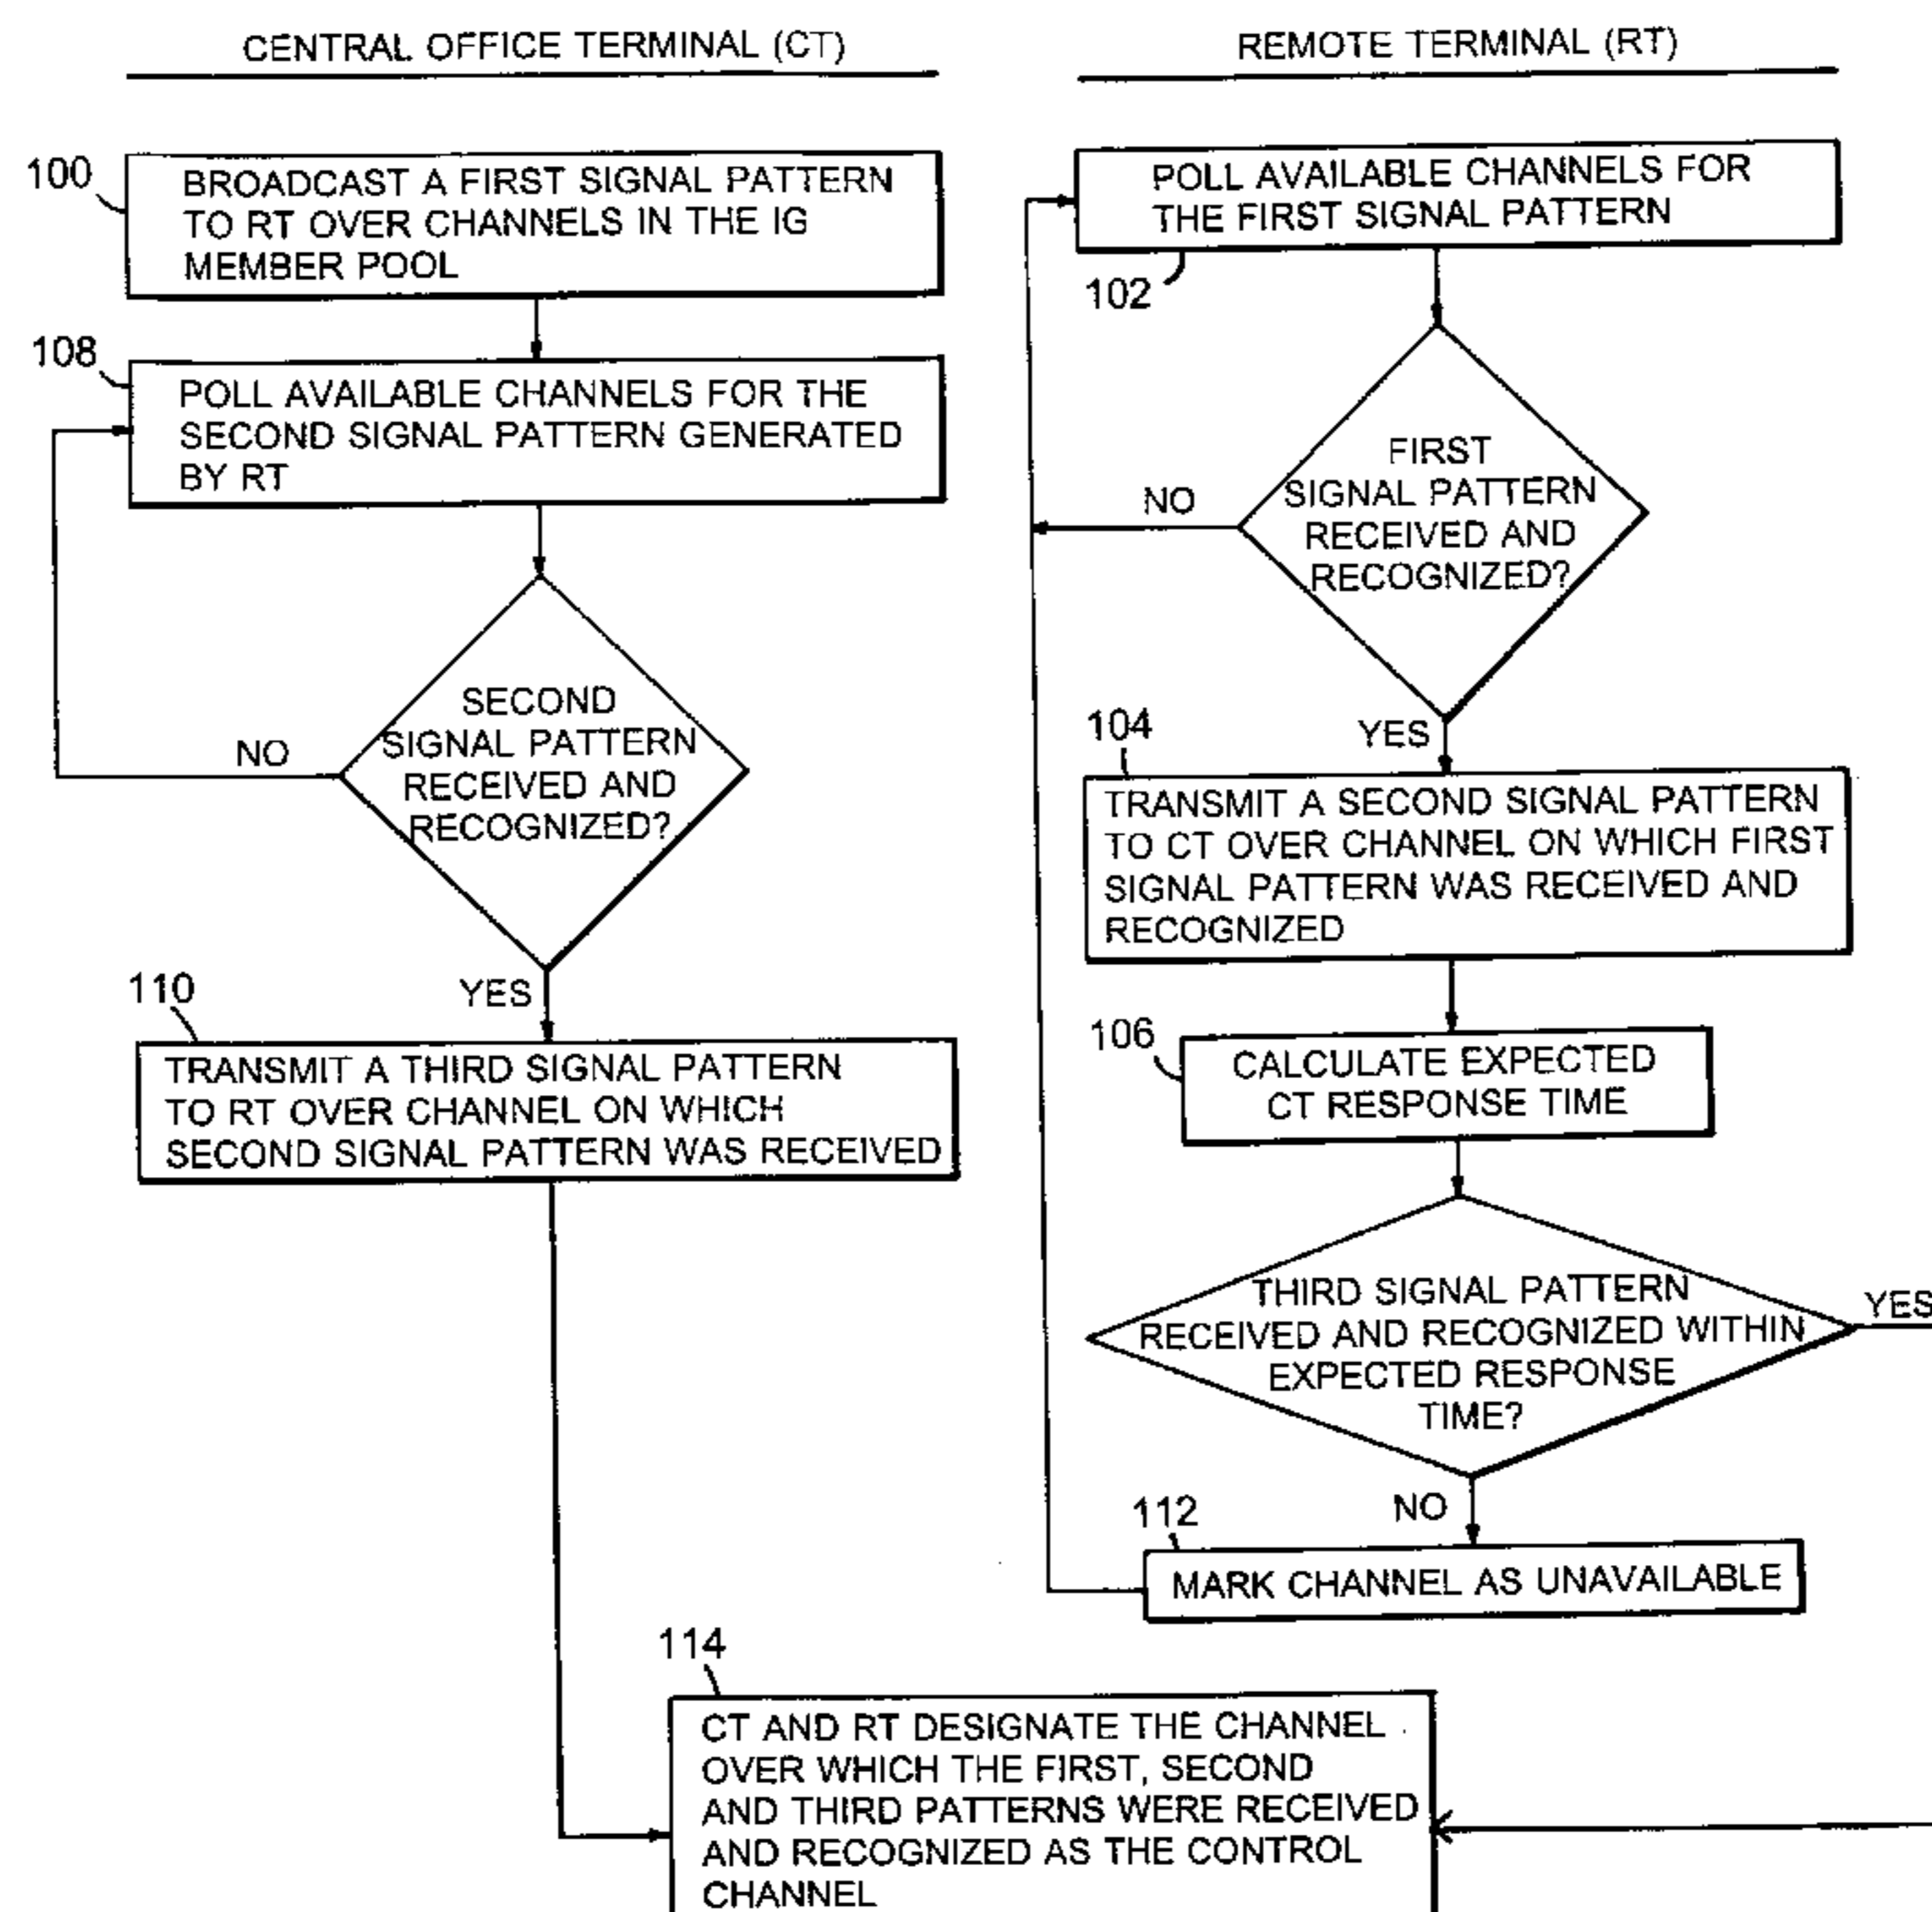 CENTRAL OFFICE TERMINAL (CT)
100
BROADCAST A FIRST SIGNAL PATTERN
TO RT OVER CHANNELS IN THE IG
MEMBER POOL
108
POLL AVAILABLE CHANNELS FOR THE
SECOND SIGNAL PATTERN GENERATED
BY RT
SECOND
SIGNAL PATTERN
RECEIVED AND
RECOGNIZED?
NO
YES
110
TRANSMIT A THIRD SIGNAL PATTERN
TO RT OVER CHANNEL ON WHICH
SECOND SIGNAL PATTERN WAS RECEIVED
REMOTE TERMINAL (RT)
POLL AVAILABLE CHANNELS FOR
THE FIRST SIGNAL PATTERN
102
FIRST
SIGNAL PATTERN
RECEIVED AND
RECOGNIZED?
NO
YES
104
TRANSMIT A SECOND SIGNAL PATTERN
TO CT OVER CHANNEL ON WHICH FIRST
SIGNAL PATTERN WAS RECEIVED AND
RECOGNIZED
106
CALCULATE EXPECTED
CT RESPONSE TIME
THIRD SIGNAL PATTERN
RECEIVED AND RECOGNIZED WITHIN
EXPECTED RESPONSE
TIME?
YES
NO
112
MARK CHANNEL AS UNAVAILABLE
114
CT AND RT DESIGNATE THE CHANNEL
OVER WHICH THE FIRST, SECOND
AND THIRD PATTERNS WERE RECEIVED
AND RECOGNIZED AS THE CONTROL
CHANNEL